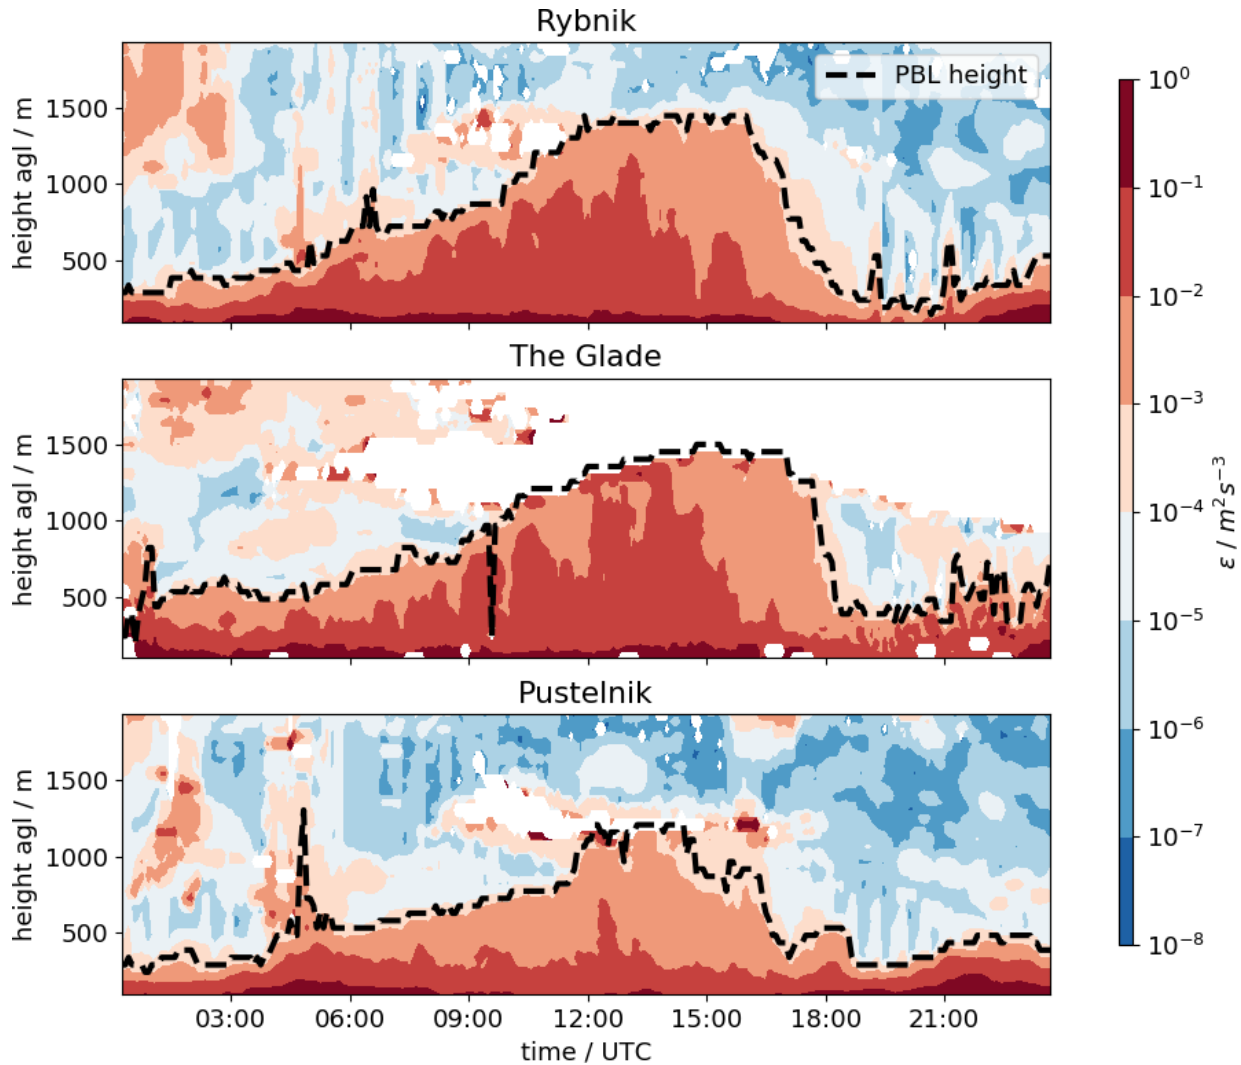 Rybnik
height agl / m
1500
1000
500
PBL height
The Glade
height agl / m
1500
1000
500
Pustelnik
height agl / m
1500
1000
500
03:00 06:00 09:00 12:00 15:00 18:00 21:00
time / UTC
10⁰
10⁻¹
10⁻²
10⁻³
10⁻⁴
10⁻⁵
10⁻⁶
10⁻⁷
10⁻⁸
ε / m²s⁻³